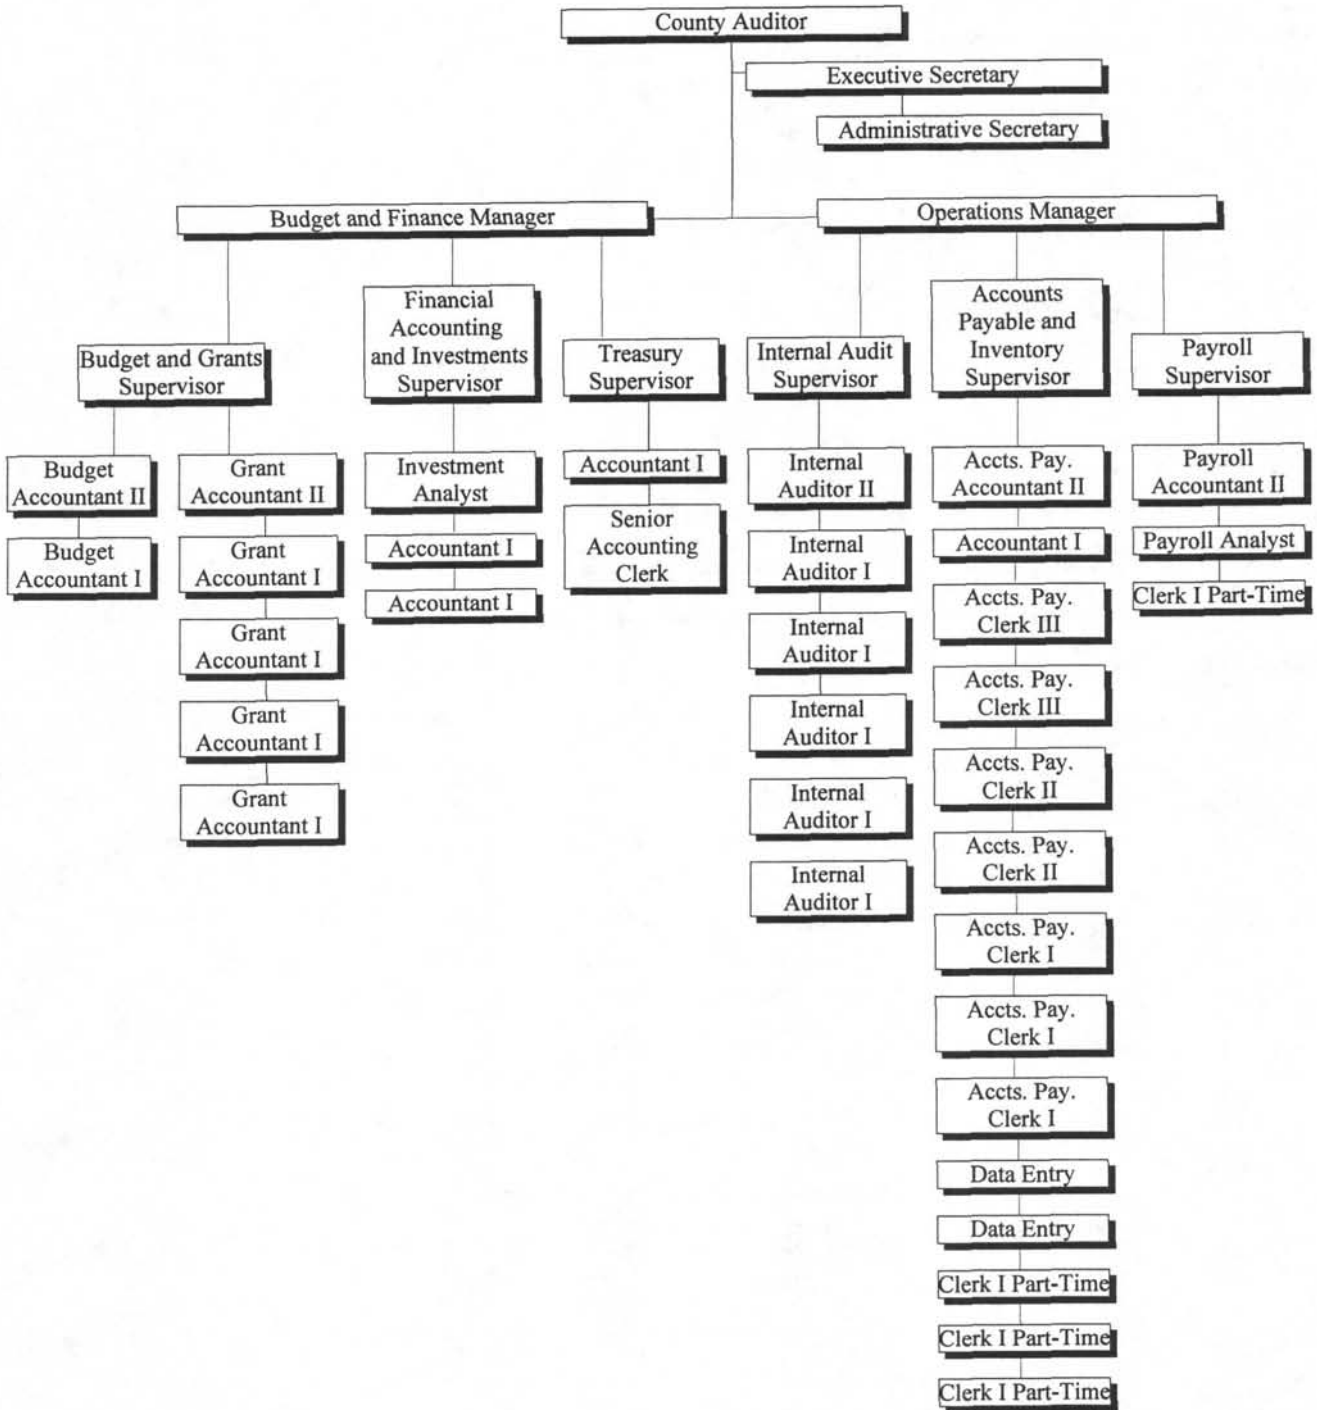 County Auditor
Executive Secretary
Administrative Secretary
Budget and Finance Manager
Operations Manager
Budget and Grants
Supervisor
Financial
Accounting
and Investments
Supervisor
Treasury
Supervisor
Internal Audit
Supervisor
Accounts
Payable and
Inventory
Supervisor
Payroll
Supervisor
Budget
Accountant II
Budget
Accountant I
Grant
Accountant II
Grant
Accountant I
Grant
Accountant I
Grant
Accountant I
Grant
Accountant I
Investment
Analyst
Accountant I
Accountant I
Accountant I
Senior
Accounting
Clerk
Internal
Auditor II
Internal
Auditor I
Internal
Auditor I
Internal
Auditor I
Internal
Auditor I
Internal
Auditor I
Accts. Pay.
Accountant II
Accountant I
Accts. Pay.
Clerk III
Accts. Pay.
Clerk III
Accts. Pay.
Clerk II
Accts. Pay.
Clerk II
Accts. Pay.
Clerk I
Accts. Pay.
Clerk I
Accts. Pay.
Clerk I
Data Entry
Data Entry
Clerk I Part-Time
Clerk I Part-Time
Clerk I Part-Time
Payroll
Accountant II
Payroll Analyst
Clerk I Part-Time